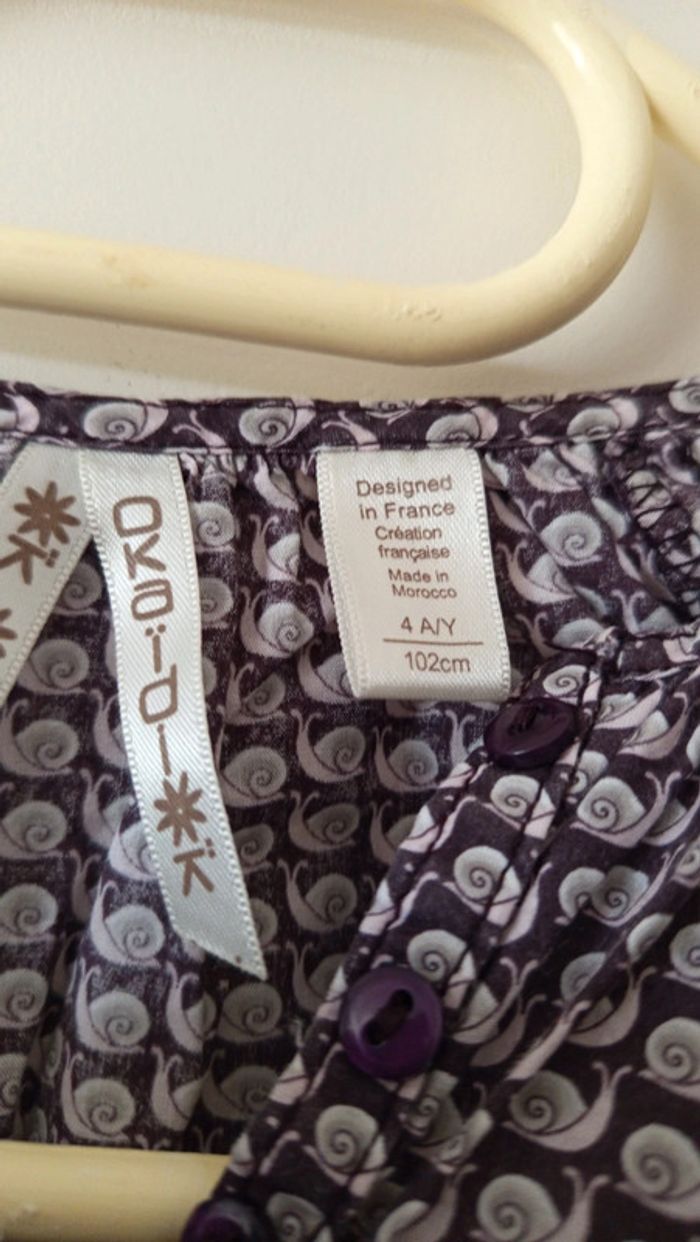 oKaïdi
Ï<
Designed
in France
Création
française
Made in
Morocco
4 A/Y
102cm